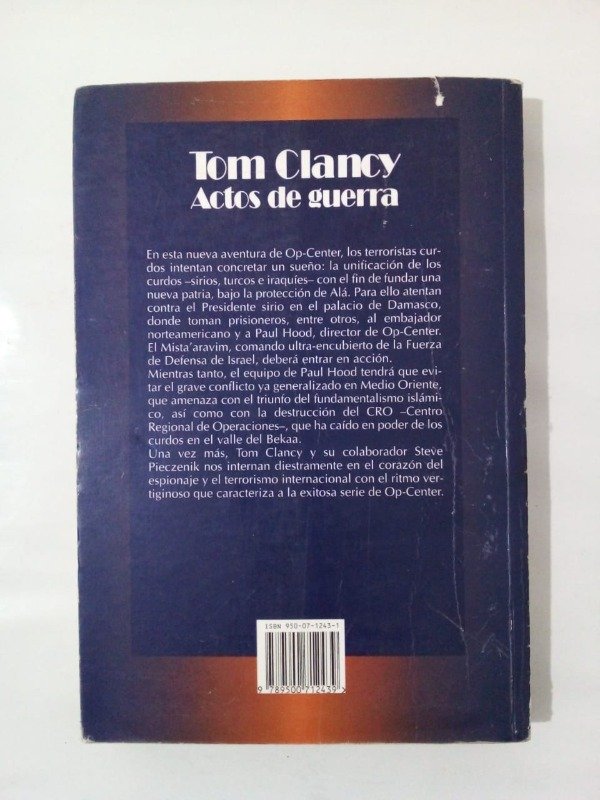 Tom Clancy
Actos de guerra
En esta nueva aventura de Op-Center, los terroristas cur-
dos intentan concretar un sueño: la unificación de los
curdos –sirios, turcos e iraquíes– con el fin de fundar una
nueva patria, bajo la protección de Alá. Para ello atentan
contra el Presidente sirio en el palacio de Damasco,
donde toman prisioneros, entre otros, al embajador
norteamericano y a Paul Hood, director de Op-Center.
El Mista'aravim, comando ultra-encubierto de la Fuerza
de Defensa de Israel, deberá entrar en acción.
Mientras tanto, el equipo de Paul Hood tendrá que evi-
tar el grave conflicto ya generalizado en Medio Oriente,
que amenaza con el triunfo del fundamentalismo islámi-
co, así como con la destrucción del CRO –Centro
Regional de Operaciones–, que ha caído en poder de los
curdos en el valle del Bekaa.
Una vez más, Tom Clancy y su colaborador Steve
Pieczenik nos internan diestramente en el corazón del
espionaje y el terrorismo internacional con el ritmo ver-
tiginoso que caracteriza a la exitosa serie de Op-Center.
ISBN 950-07-1243-1
9 789500 712439 >